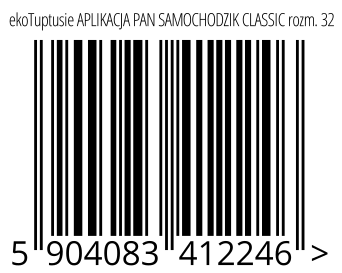 ekoTuptusie APLIKACJA PAN SAMOCHODZIK CLASSIC rozm. 32
5 904083 412246 >